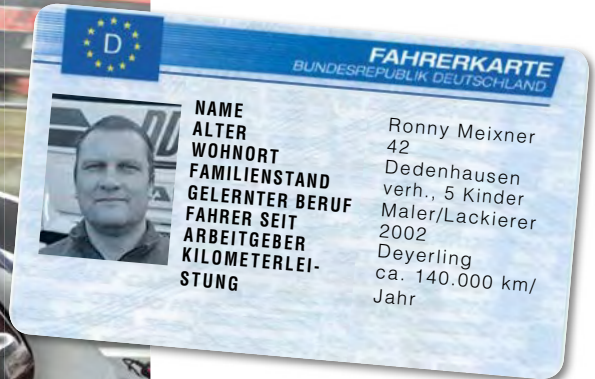 D
FAHRERKARTE
BUNDESREPUBLIK DEUTSCHLAND
NAME Ronny Meixner
ALTER 42
WOHNORT Dedenhausen
FAMILIENSTAND verh., 5 Kinder
GELERNTER BERUF Maler/Lackierer
FAHRER SEIT 2002
ARBEITGEBER Deyerling
KILOMETERLEI- ca. 140.000 km/
STUNG Jahr